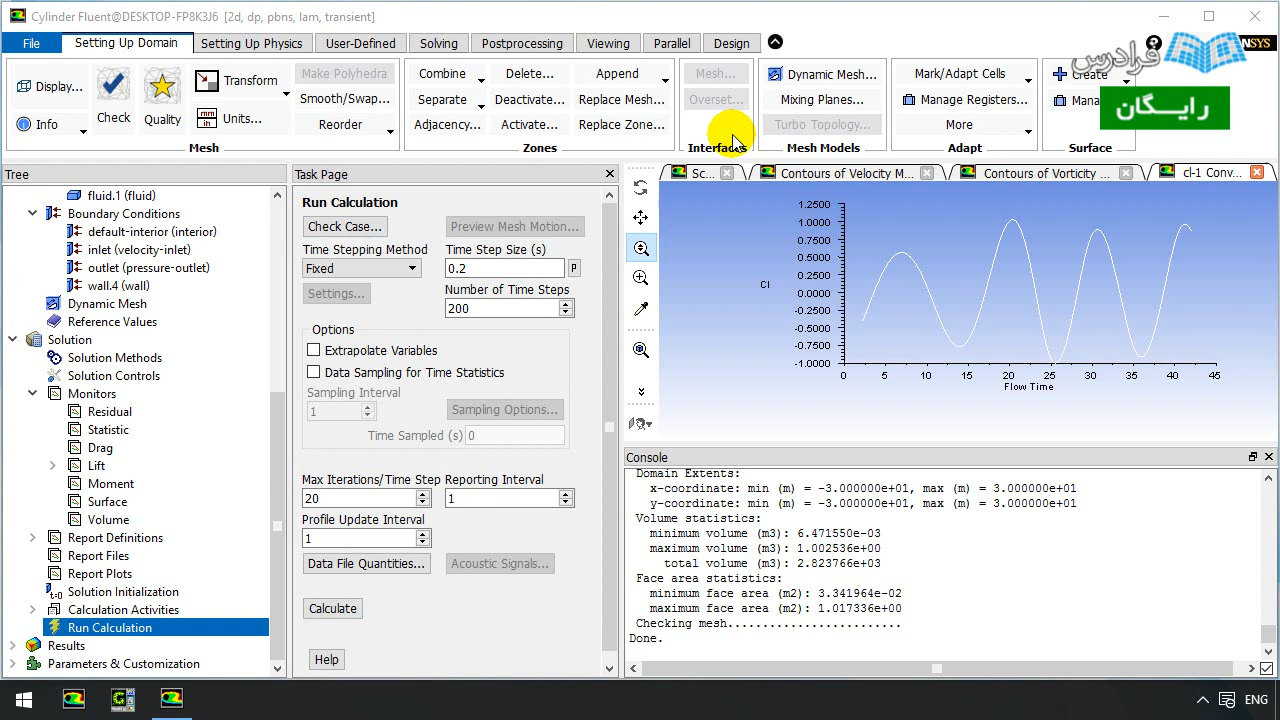 Cylinder Fluent@DESKTOP-FP8K3J6 [2d, dp, pbns, lam, transient]
File
Setting Up Domain
Setting Up Physics
User-Defined
Solving
Postprocessing
Viewing
Parallel
Design
NSYS
فرادرس
رایگان
Display...
Info
Check
Quality
Transform
Units...
Make Polyhedra
Smooth/Swap...
Reorder
Mesh
Combine
Separate
Adjacency...
Delete...
Deactivate...
Activate...
Append
Replace Mesh...
Replace Zone...
Zones
Mesh...
Overset...
Interfaces
Dynamic Mesh...
Mixing Planes...
Turbo Topology...
Mesh Models
Mark/Adapt Cells
Manage Registers...
More
Adapt
Create
Mana
Surface
Tree
fluid.1 (fluid)
Boundary Conditions
default-interior (interior)
inlet (velocity-inlet)
outlet (pressure-outlet)
wall.4 (wall)
Dynamic Mesh
Reference Values
Solution
Solution Methods
Solution Controls
Monitors
Residual
Statistic
Drag
Lift
Moment
Surface
Volume
Report Definitions
Report Files
Report Plots
Solution Initialization
Calculation Activities
Run Calculation
Results
Parameters & Customization
Task Page
Run Calculation
Check Case...
Preview Mesh Motion...
Time Stepping Method
Time Step Size (s)
Fixed
0.2
P
Settings...
Number of Time Steps
200
Options
Extrapolate Variables
Data Sampling for Time Statistics
Sampling Interval
1
Sampling Options...
Time Sampled (s) 0
Max Iterations/Time Step
Reporting Interval
20
1
Profile Update Interval
1
Data File Quantities...
Acoustic Signals...
Calculate
Help
Sc...
Contours of Velocity M...
Contours of Vorticity ...
cl-1 Conv...
1.2500
1.0000
0.7500
0.5000
0.2500
0.0000
-0.2500
-0.5000
-0.7500
-1.0000
Cl
0 5 10 15 20 25 30 35 40 45
Flow Time
Console
Domain Extents:
x-coordinate: min (m) = -3.000000e+01, max (m) = 3.000000e+01
y-coordinate: min (m) = -3.000000e+01, max (m) = 3.000000e+01
Volume statistics:
minimum volume (m3): 6.471550e-03
maximum volume (m3): 1.002536e+00
total volume (m3): 2.823766e+03
Face area statistics:
minimum face area (m2): 3.341964e-02
maximum face area (m2): 1.017336e+00
Checking mesh.........................
Done.
ENG